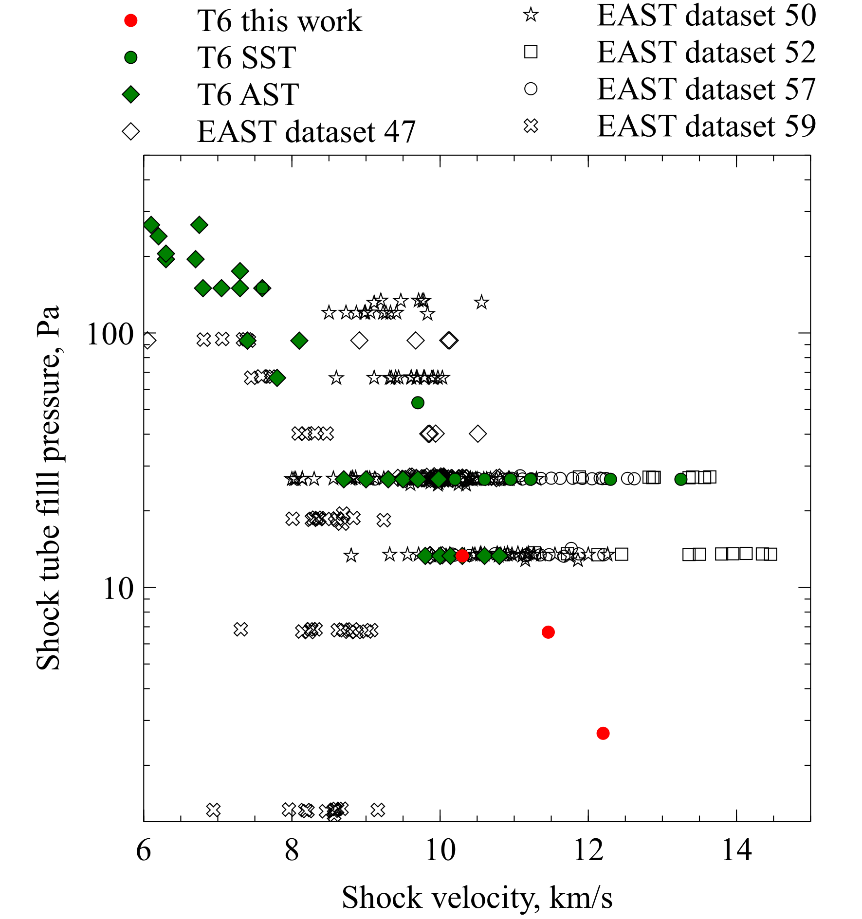 T6 this work
T6 SST
T6 AST
EAST dataset 47
EAST dataset 50
EAST dataset 52
EAST dataset 57
EAST dataset 59
Shock tube filll pressure, Pa
100
10
6 8 10 12 14
Shock velocity, km/s